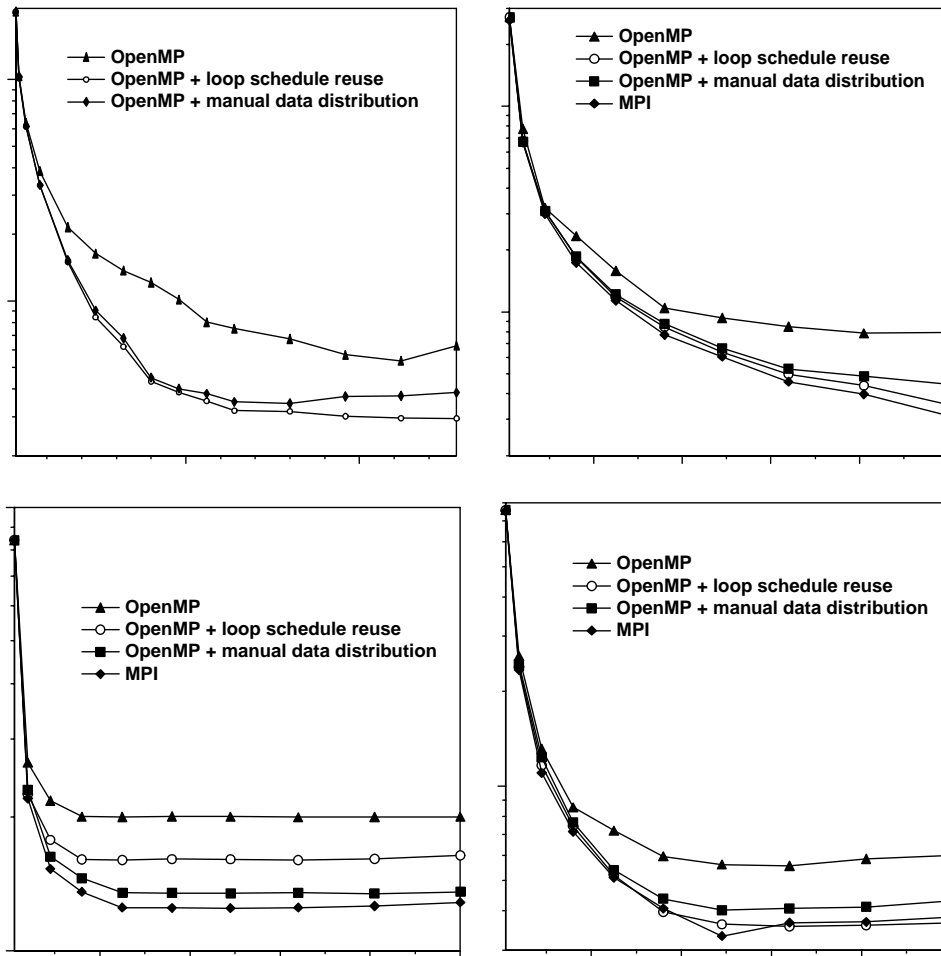 OpenMP
OpenMP + loop schedule reuse
OpenMP + manual data distribution
OpenMP
OpenMP + loop schedule reuse
OpenMP + manual data distribution
MPI
OpenMP
OpenMP + loop schedule reuse
OpenMP + manual data distribution
MPI
OpenMP
OpenMP + loop schedule reuse
OpenMP + manual data distribution
MPI